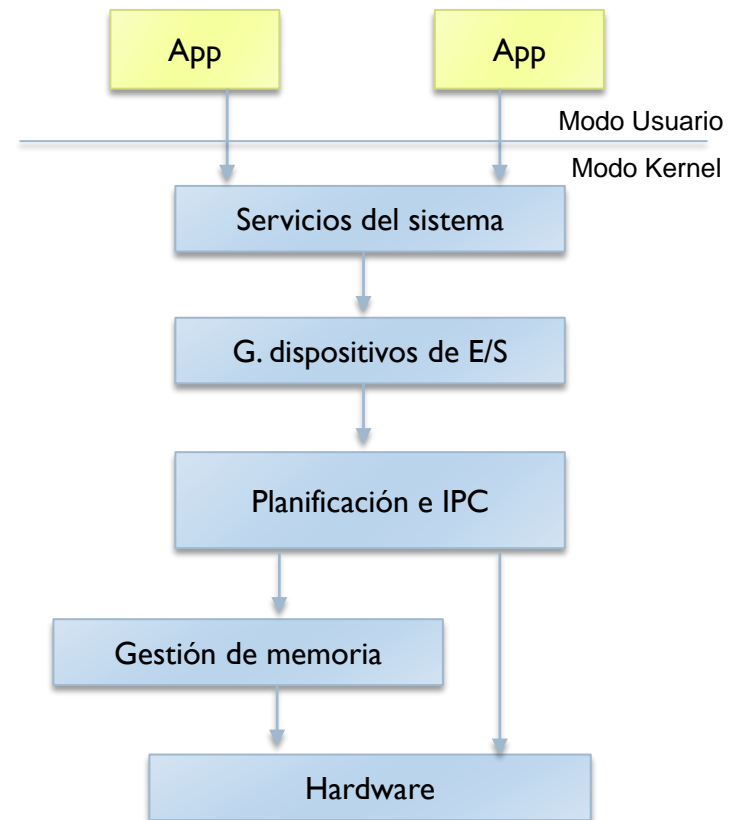 App
App
Modo Usuario
Modo Kernel
Servicios del sistema
G. dispositivos de E/S
Planificación e IPC
Gestión de memoria
Hardware